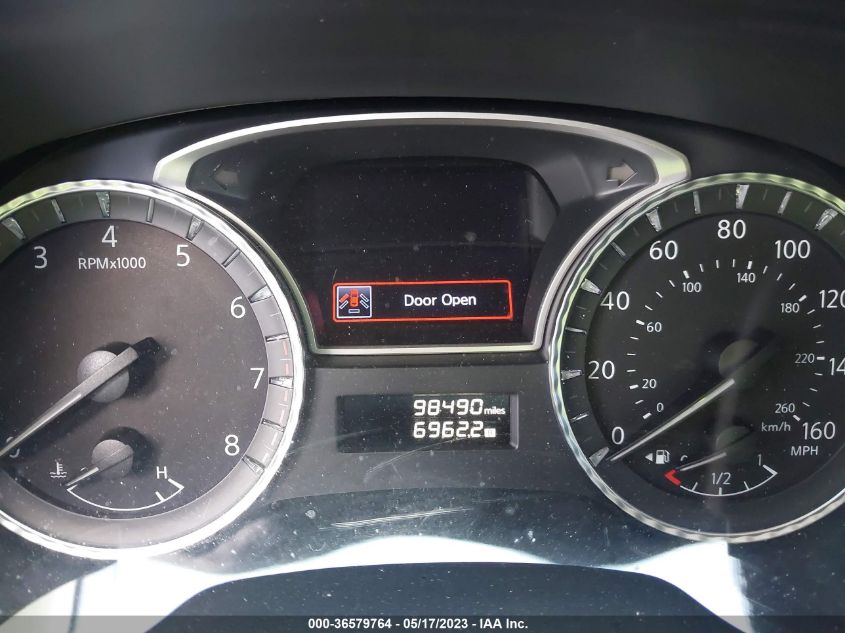 3 4 5 6 7 8
RPMx1000
H
Door Open
98490 miles
6962.2
0 20 40 60 80 100 120 160
0 20 60 100 140 180 220 260
km/h
MPH
1/2 1
000-36579764 - 05/17/2023 - IAA Inc.